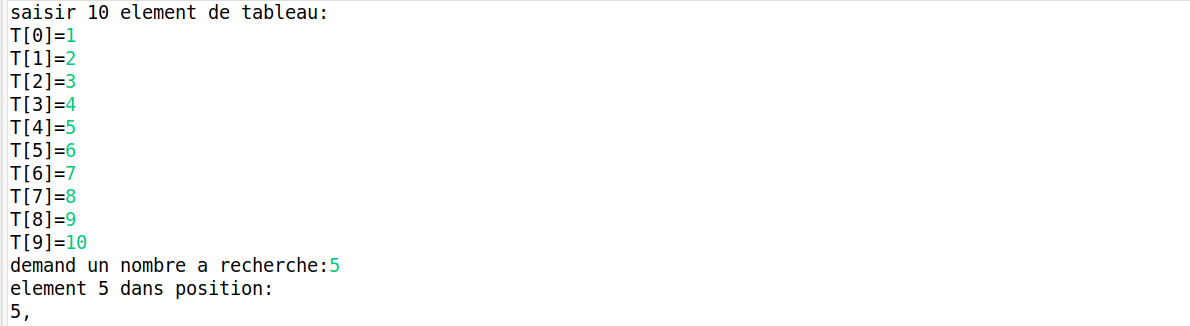 saisir 10 element de tableau:
T[0]=1
T[1]=2
T[2]=3
T[3]=4
T[4]=5
T[5]=6
T[6]=7
T[7]=8
T[8]=9
T[9]=10
demand un nombre a recherche:5
element 5 dans position:
5,